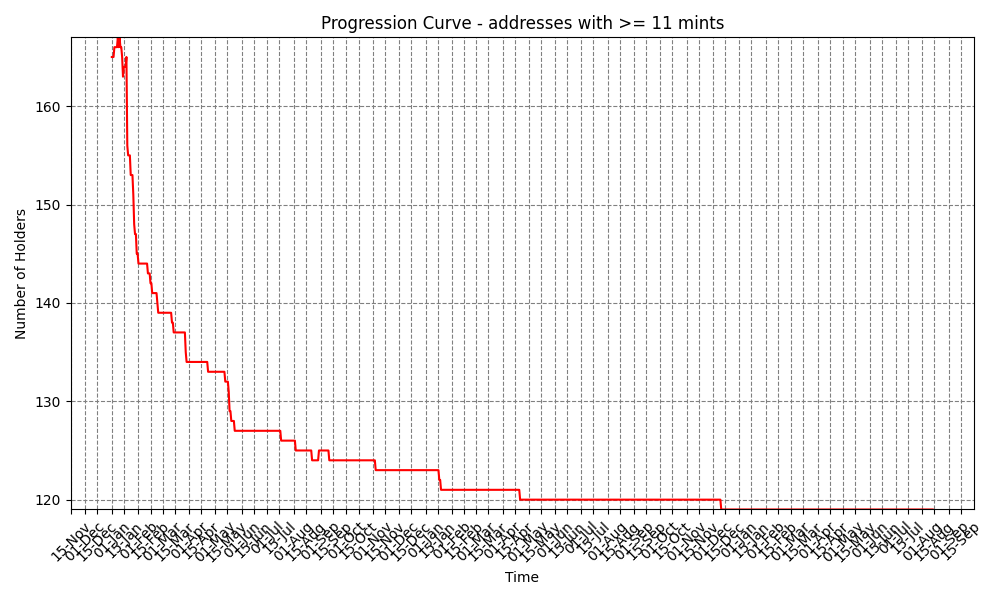 Progression Curve - addresses with >= 11 mints
Number of Holders
160
150
140
130
120
15-Nov
01-Dec
15-Dec
01-Jan
15-Jan
01-Feb
15-Feb
01-Mar
15-Mar
01-Apr
15-Apr
01-May
15-May
01-Jun
15-Jun
01-Jul
15-Jul
01-Aug
15-Aug
01-Sep
15-Sep
01-Oct
15-Oct
01-Nov
15-Nov
01-Dec
15-Dec
01-Jan
15-Jan
01-Feb
15-Feb
01-Mar
15-Mar
01-Apr
15-Apr
01-May
15-May
01-Jun
15-Jun
01-Jul
15-Jul
01-Aug
15-Aug
01-Sep
15-Sep
01-Oct
15-Oct
01-Nov
15-Nov
01-Dec
15-Dec
01-Jan
15-Jan
01-Feb
15-Feb
01-Mar
15-Mar
01-Apr
15-Apr
01-May
15-May
01-Jun
15-Jun
01-Jul
15-Jul
01-Aug
15-Aug
01-Sep
15-Sep
Time